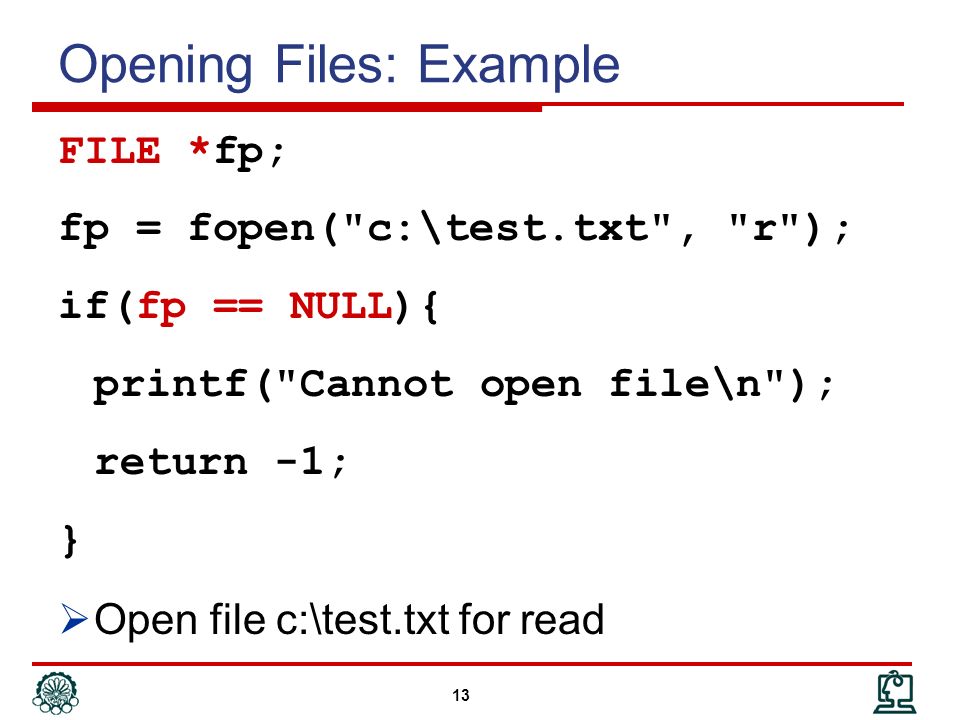 Opening Files: Example
FILE *fp;
fp = fopen("c:\test.txt", "r");
if(fp == NULL){
printf("Cannot open file\n");
return -1;
}
Open file c:\test.txt for read
13